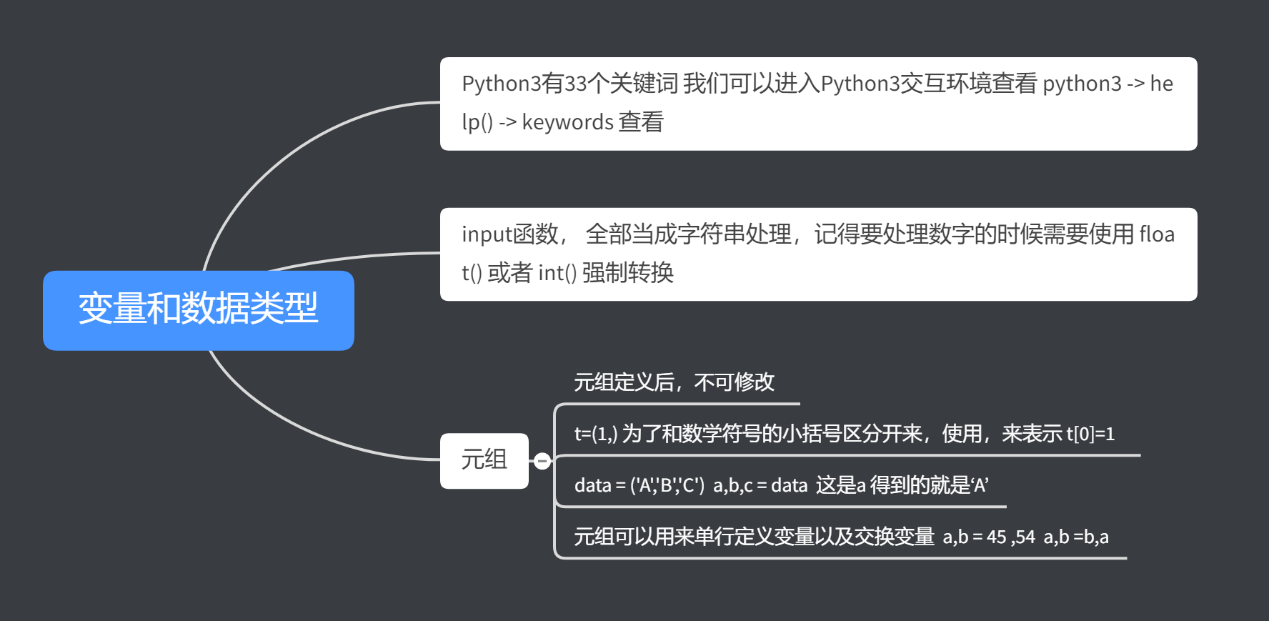 Python3有33个关键词 我们可以进入Python3交互环境查看 python3 -> he
lp() -> keywords 查看
input函数， 全部当成字符串处理，记得要处理数字的时候需要使用 floa
t() 或者 int() 强制转换
变量和数据类型
元组
元组定义后，不可修改
t=(1,) 为了和数学符号的小括号区分开来，使用，来表示 t[0]=1
data = ('A','B','C')  a,b,c = data  这是a 得到的就是‘A’
元组可以用来单行定义变量以及交换变量  a,b = 45 ,54  a,b =b,a